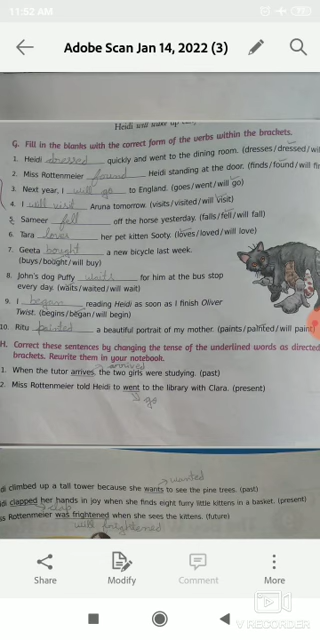 11:52 AM
Adobe Scan Jan 14, 2022 (3)
Heidi will wake up
G. Fill in the blanks with the correct form of the verbs within the brackets.
1. Heidi dressed quickly and went to the dining room. (dresses/dressed/wil
2. Miss Rottenmeier found Heidi standing at the door. (finds/found/will fin
3. Next year, I will go to England. (goes/went/will go)
4. I will visit Aruna tomorrow. (visits/visited/will visit)
5. Sameer fell off the horse yesterday. (falls/fell/will fall)
6. Tara loves her pet kitten Sooty. (loves/loved/will love)
7. Geeta bought a new bicycle last week.
(buys/bought/will buy)
8. John's dog Puffy waits for him at the bus stop
every day. (waits/waited/will wait)
9. I began reading Heidi as soon as I finish Oliver
Twist. (begins/began/will begin)
10. Ritu painted a beautiful portrait of my mother. (paints/painted/will paint)
H. Correct these sentences by changing the tense of the underlined words as directed
brackets. Rewrite them in your notebook.
arrived
1. When the tutor arrives, the two girls were studying. (past)
2. Miss Rottenmeier told Heidi to went to the library with Clara. (present)
go
wanted
di climbed up a tall tower because she wants to see the pine trees. (past)
clap
di clapped her hands in joy when she finds eight furry little kittens in a basket. (present)
s Rottenmeier was frightened when she sees the kittens. (future)
will frightened
Share
Modify
Comment
More
RECORDER